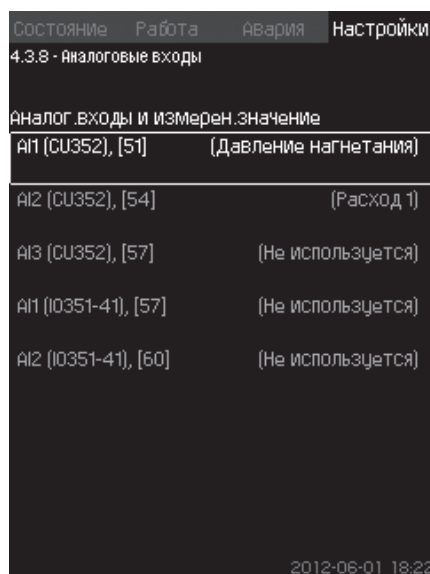 Состояние Работа Авария Настройки
4.3.8 - Аналоговые входы
Аналог.входы и измерен.значение
AI1 (CU352), [51] (Давление нагнетания)
AI2 (CU352), [54] (Расход 1)
AI3 (CU352), [57] (Не используется)
AI1 (IO351-41), [57] (Не используется)
AI2 (IO351-41), [60] (Не используется)
2012-06-01 18:22